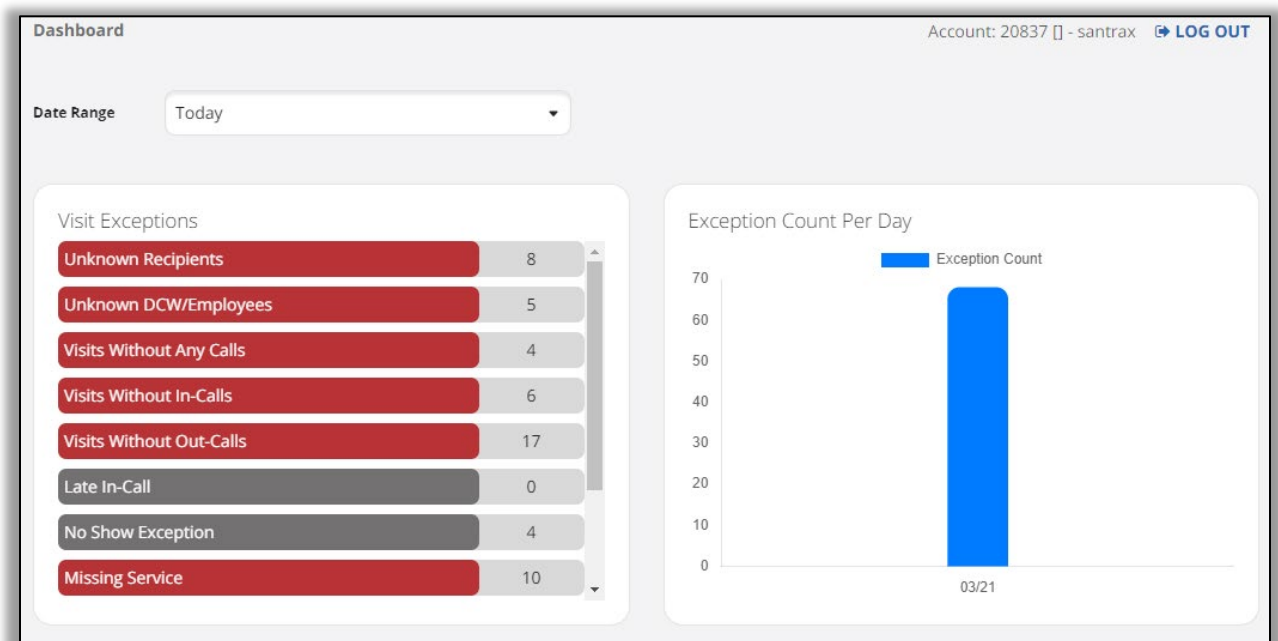 Dashboard
Account: 20837 [] - santrax LOG OUT
Date Range
Today
Visit Exceptions
Unknown Recipients 8
Unknown DCW/Employees 5
Visits Without Any Calls 4
Visits Without In-Calls 6
Visits Without Out-Calls 17
Late In-Call 0
No Show Exception 4
Missing Service 10
Exception Count Per Day
Exception Count
70
60
50
40
30
20
10
0
03/21